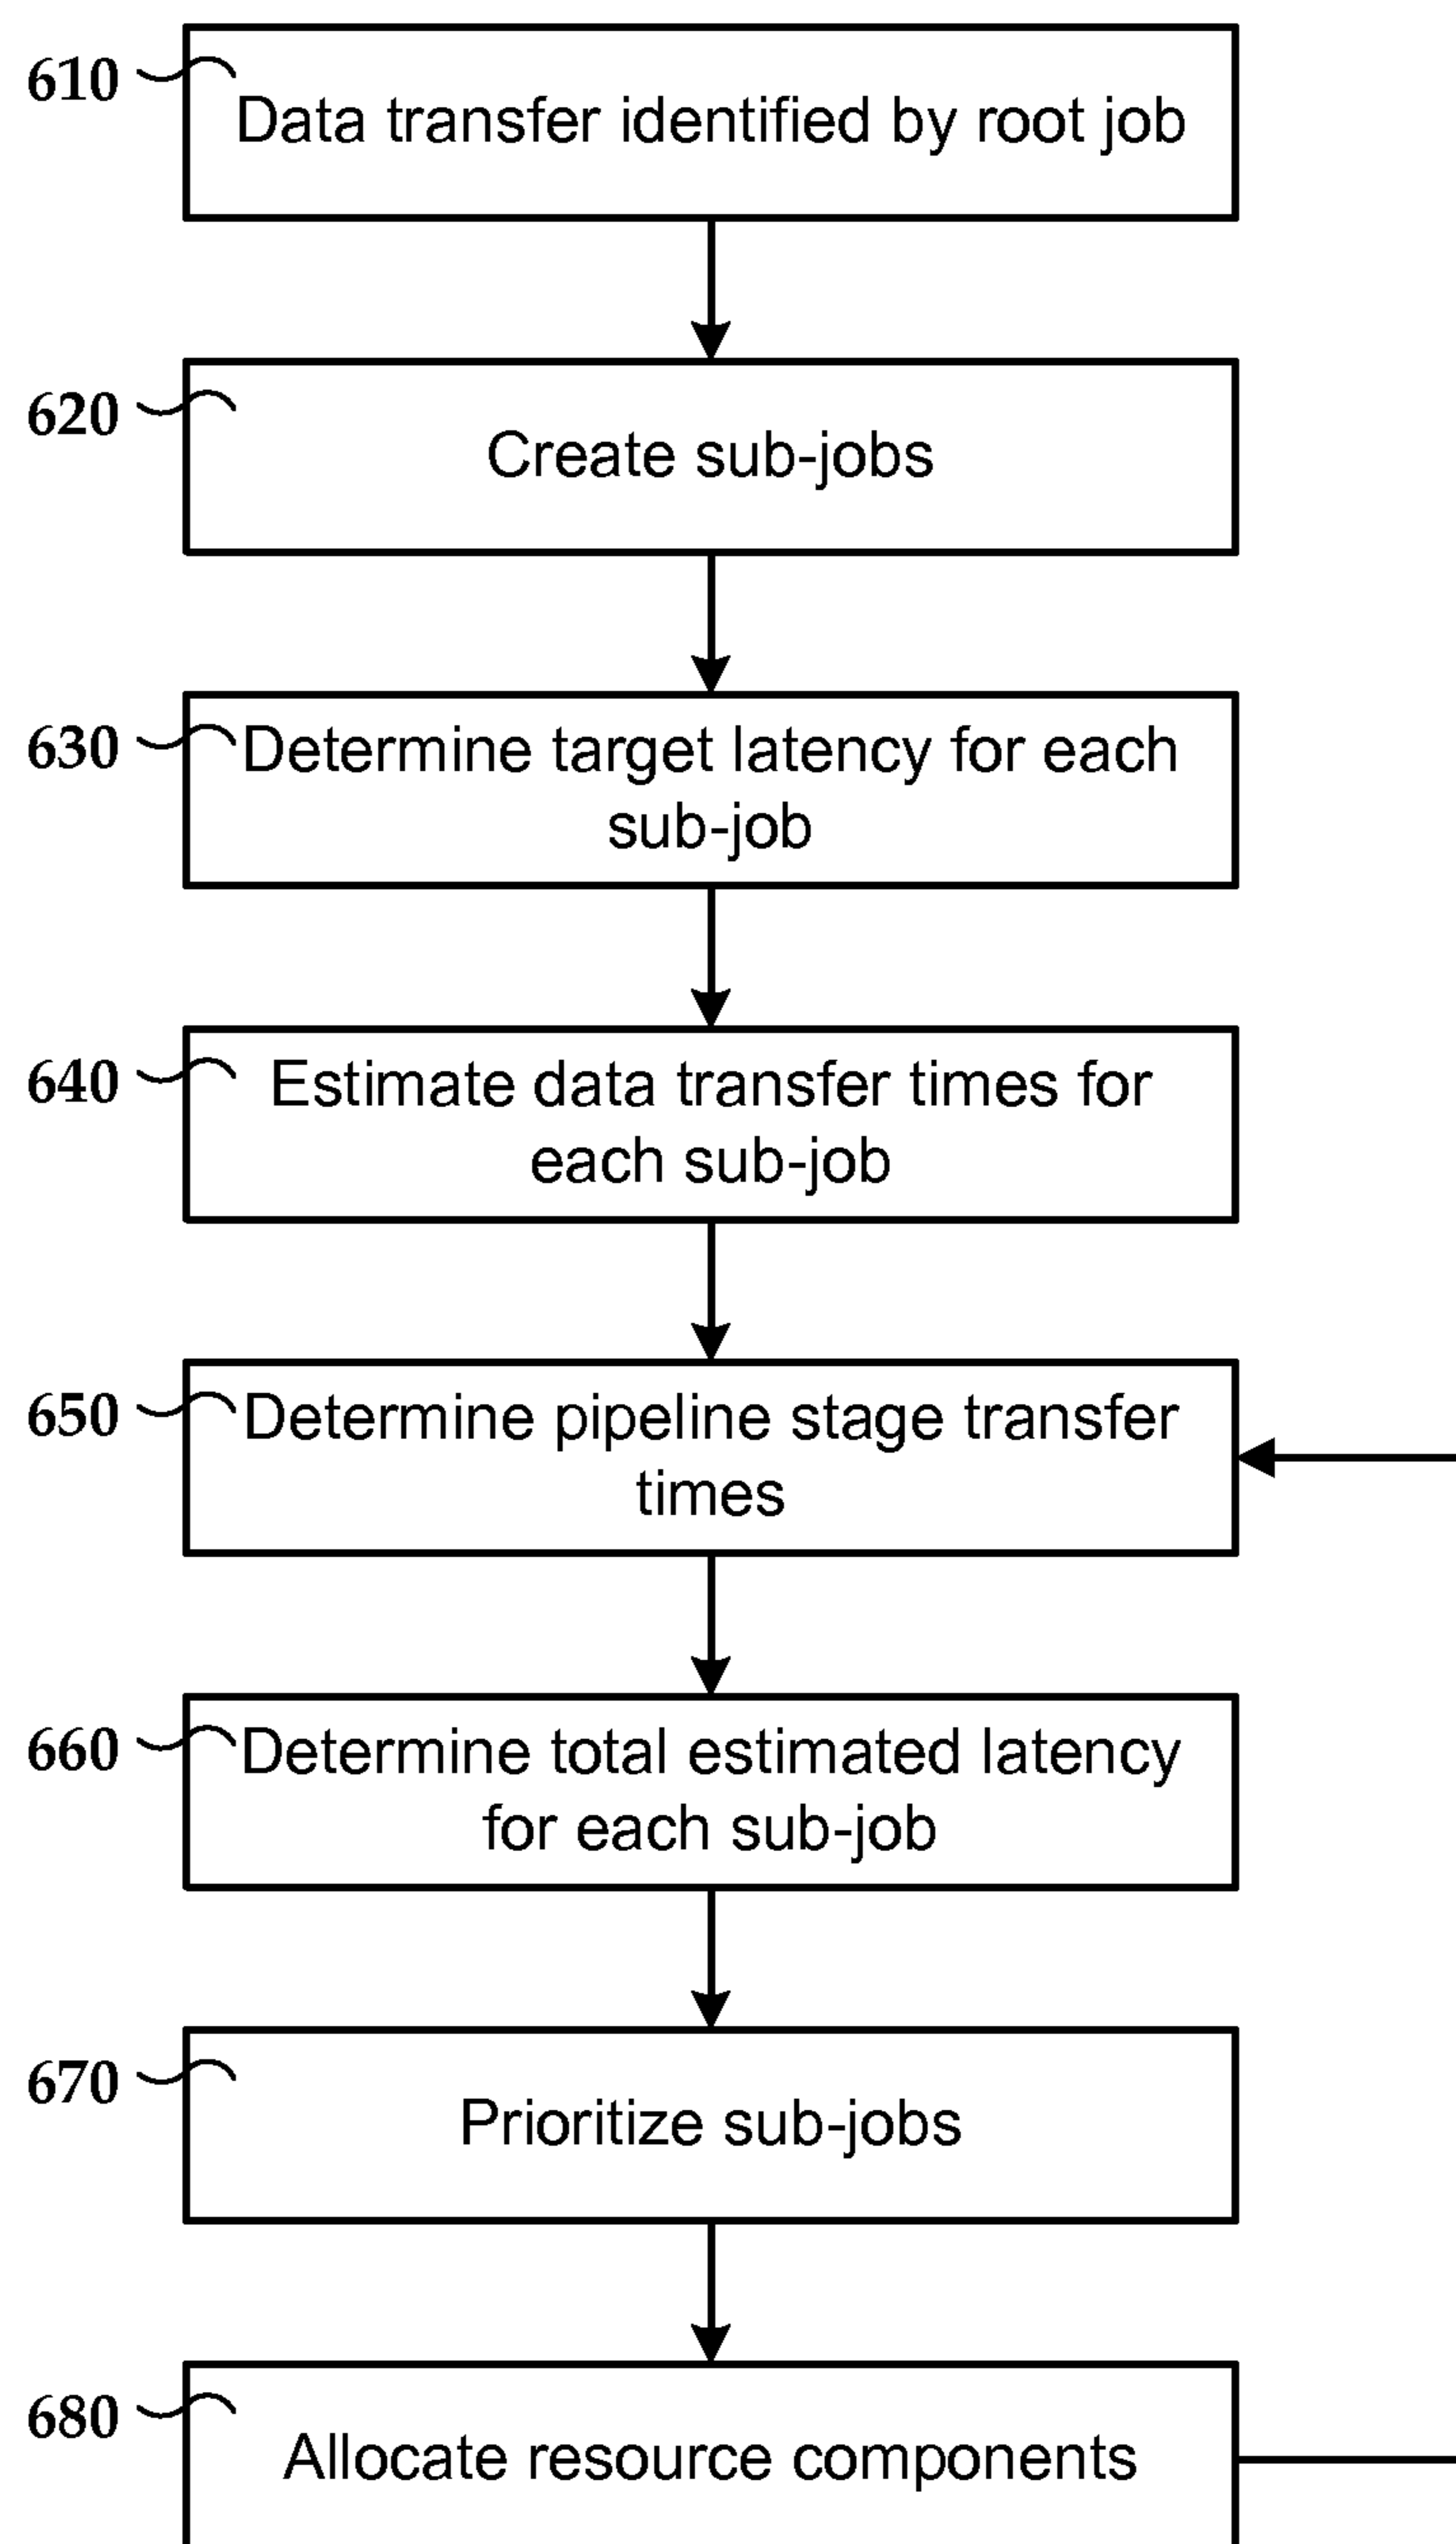 610
Data transfer identified by root job
620
Create sub-jobs
630
Determine target latency for each
sub-job
640
Estimate data transfer times for
each sub-job
650
Determine pipeline stage transfer
times
660
Determine total estimated latency
for each sub-job
670
Prioritize sub-jobs
680
Allocate resource components